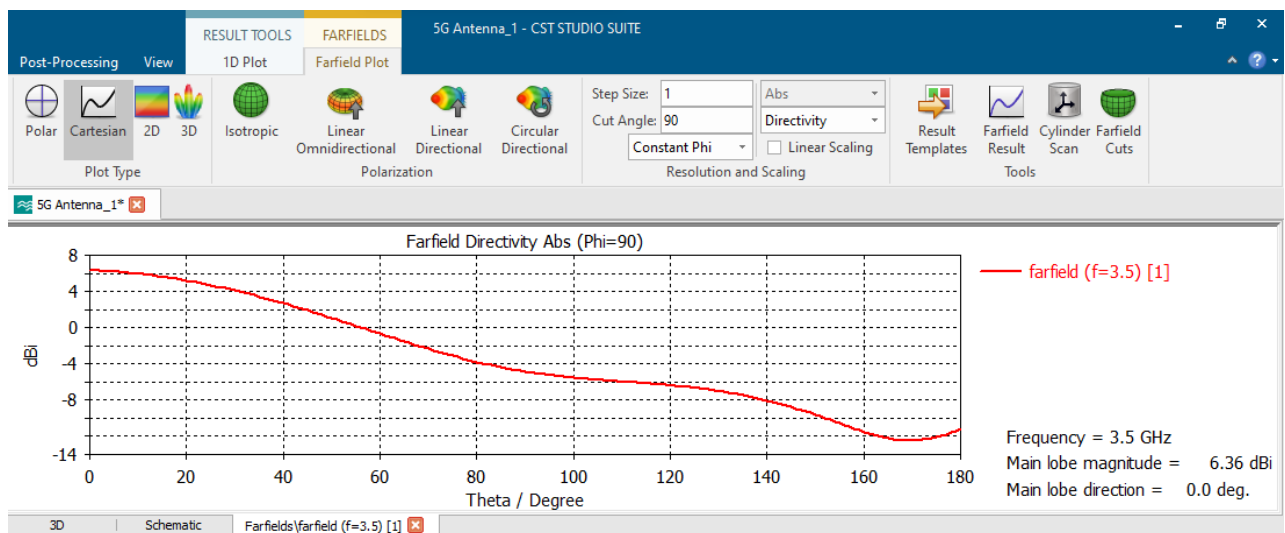 RESULT TOOLS FARFIELDS 5G Antenna_1 - CST STUDIO SUITE
Post-Processing View 1D Plot Farfield Plot
Polar Cartesian 2D 3D
Plot Type
Isotropic Linear Omnidirectional Linear Directional Circular Directional
Polarization
Step Size: 1 Abs
Cut Angle: 90 Directivity
Constant Phi Linear Scaling
Resolution and Scaling
Result Templates Farfield Result Cylinder Scan Farfield Cuts
Tools
5G Antenna_1*
Farfield Directivity Abs (Phi=90)
8
4
0
-4
-8
-14
dBi
0 20 40 60 80 100 120 140 160 180
Theta / Degree
farfield (f=3.5) [1]
Frequency = 3.5 GHz
Main lobe magnitude = 6.36 dBi
Main lobe direction = 0.0 deg.
3D Schematic Farfields\farfield (f=3.5) [1]